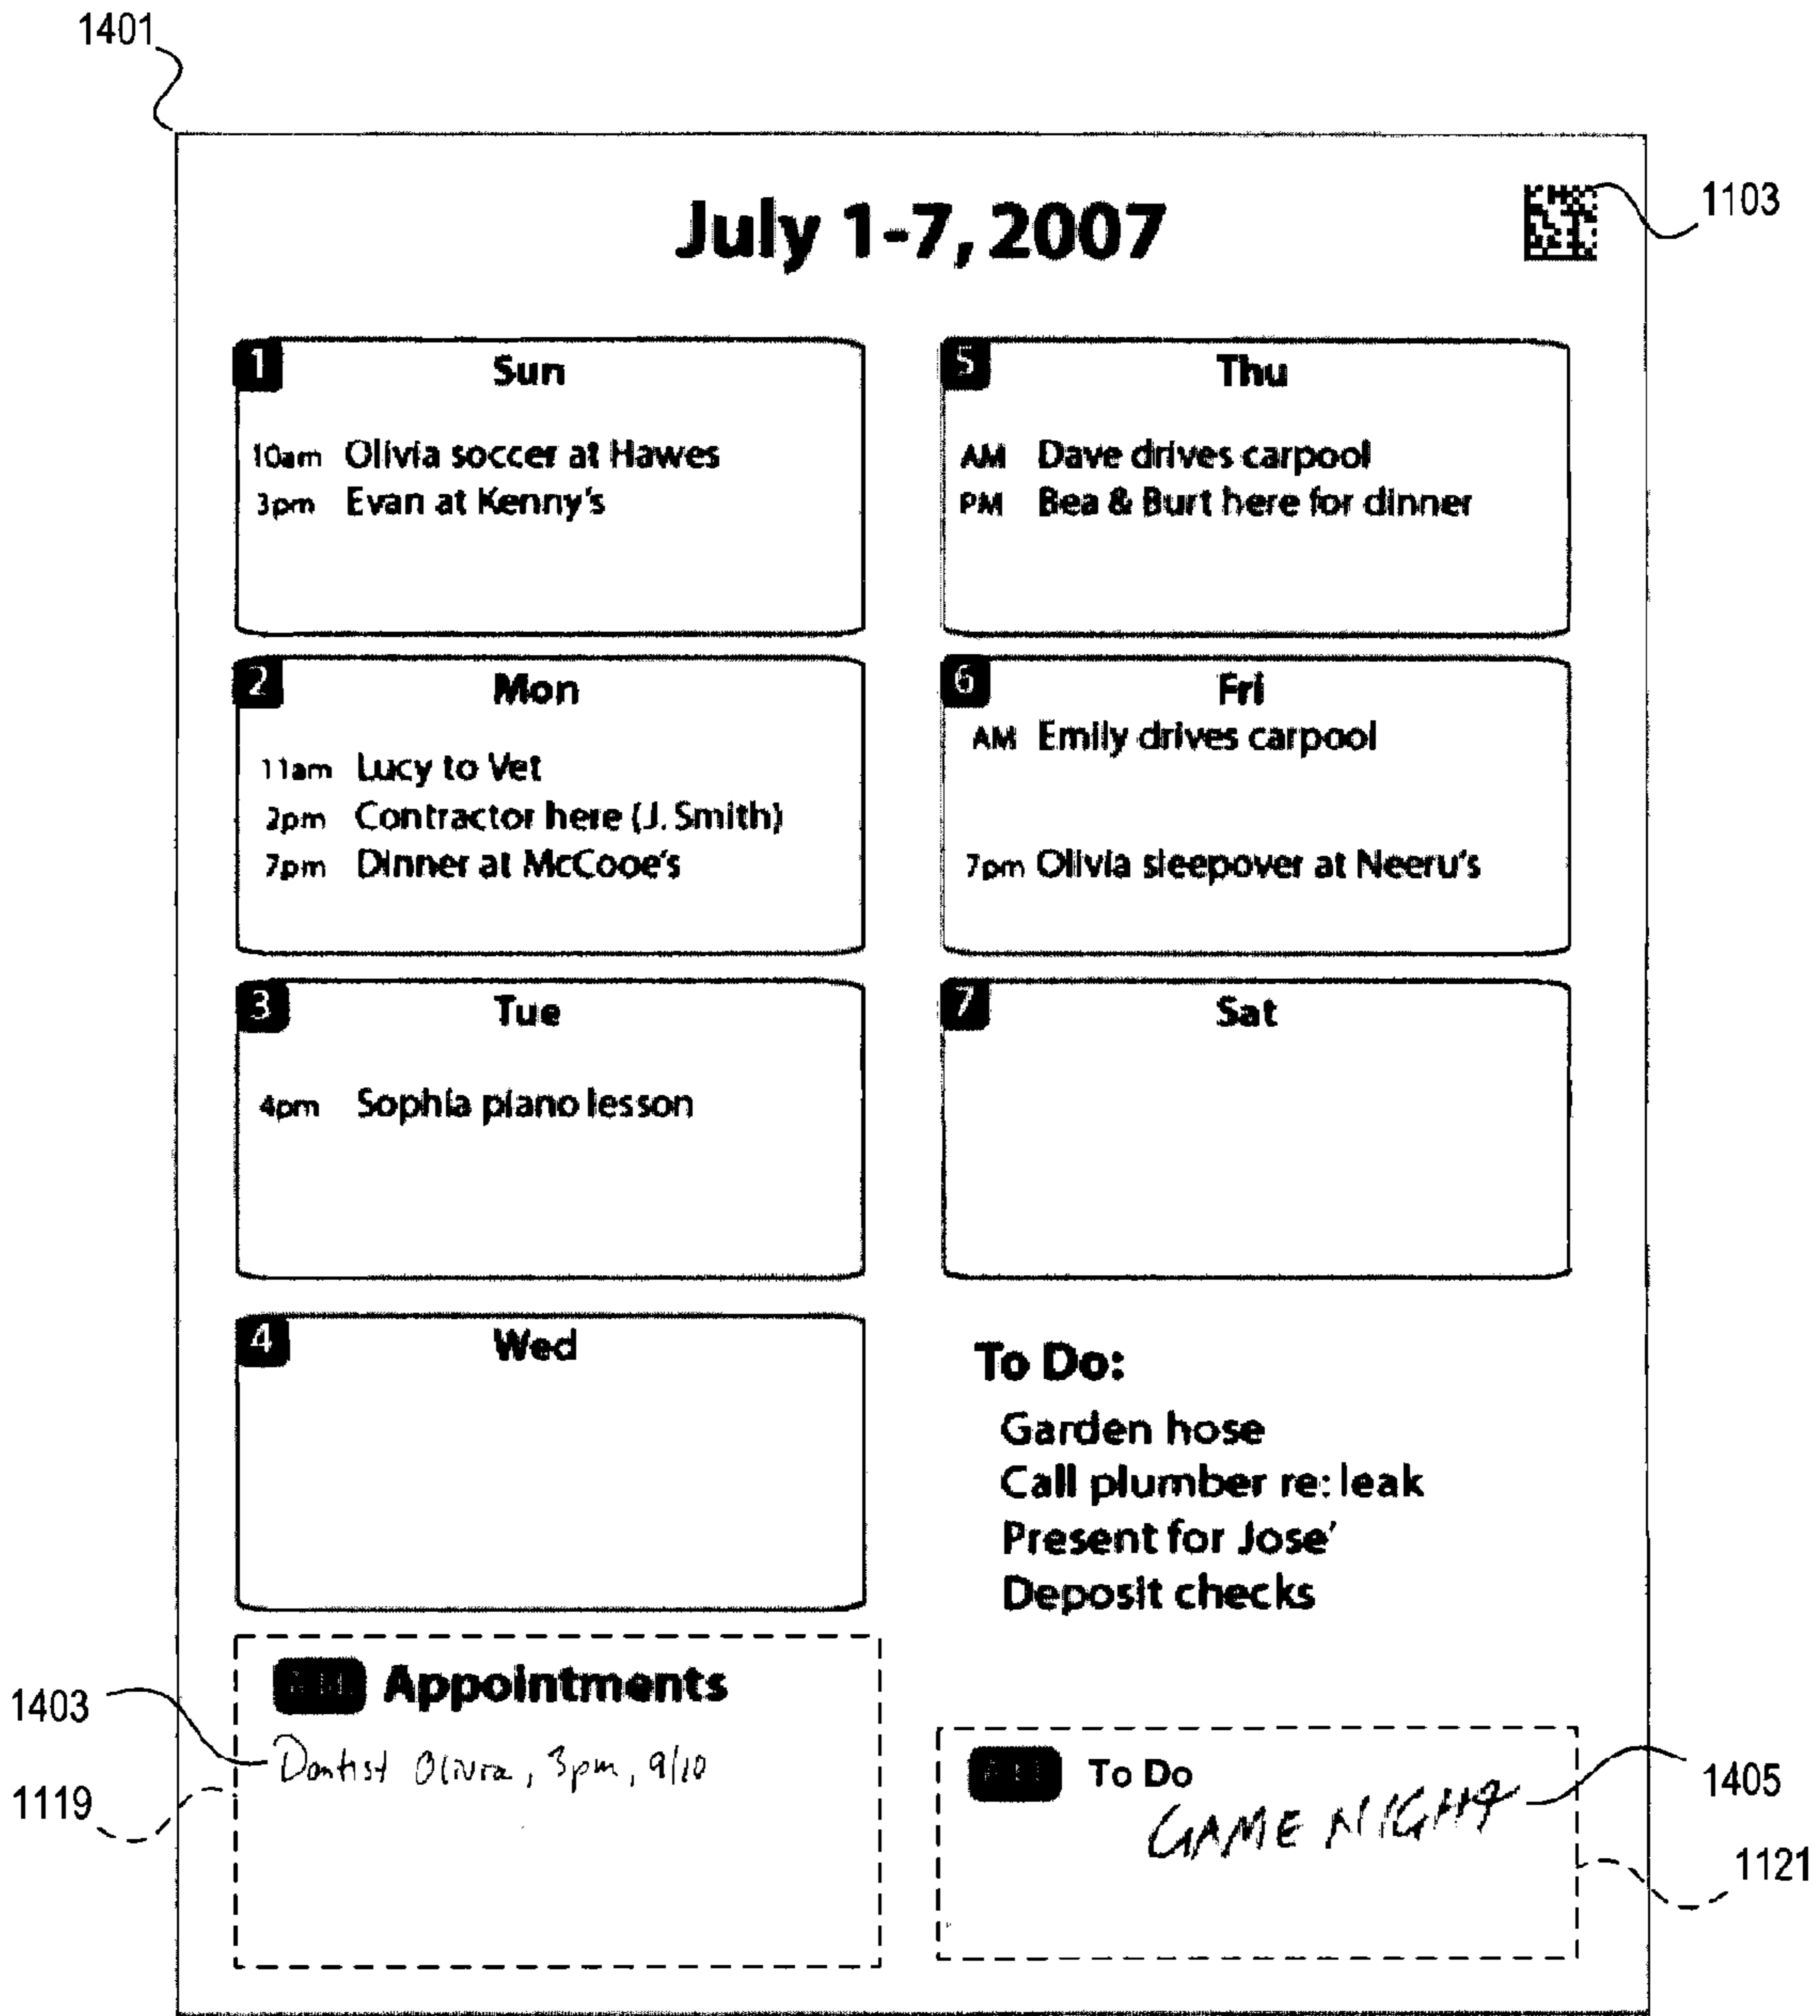 1401
1103
July 1-7, 2007
1
Sun
10am Olivia soccer at Hawes
3pm Evan at Kenny's
2
Mon
11am Lucy to Vet
2pm Contractor here (J. Smith)
7pm Dinner at McCooe's
3
Tue
4pm Sophia piano lesson
4
Wed
5
Thu
AM Dave drives carpool
PM Bea & Burt here for dinner
6
Fri
AM Emily drives carpool
7pm Olivia sleepover at Neeru's
7
Sat
To Do:
Garden hose
Call plumber re: leak
Present for Jose'
Deposit checks
Appointments
1403
Dentist Olivia, 3pm, 9/10
1119
To Do
GAME NIGHT
1405
1121